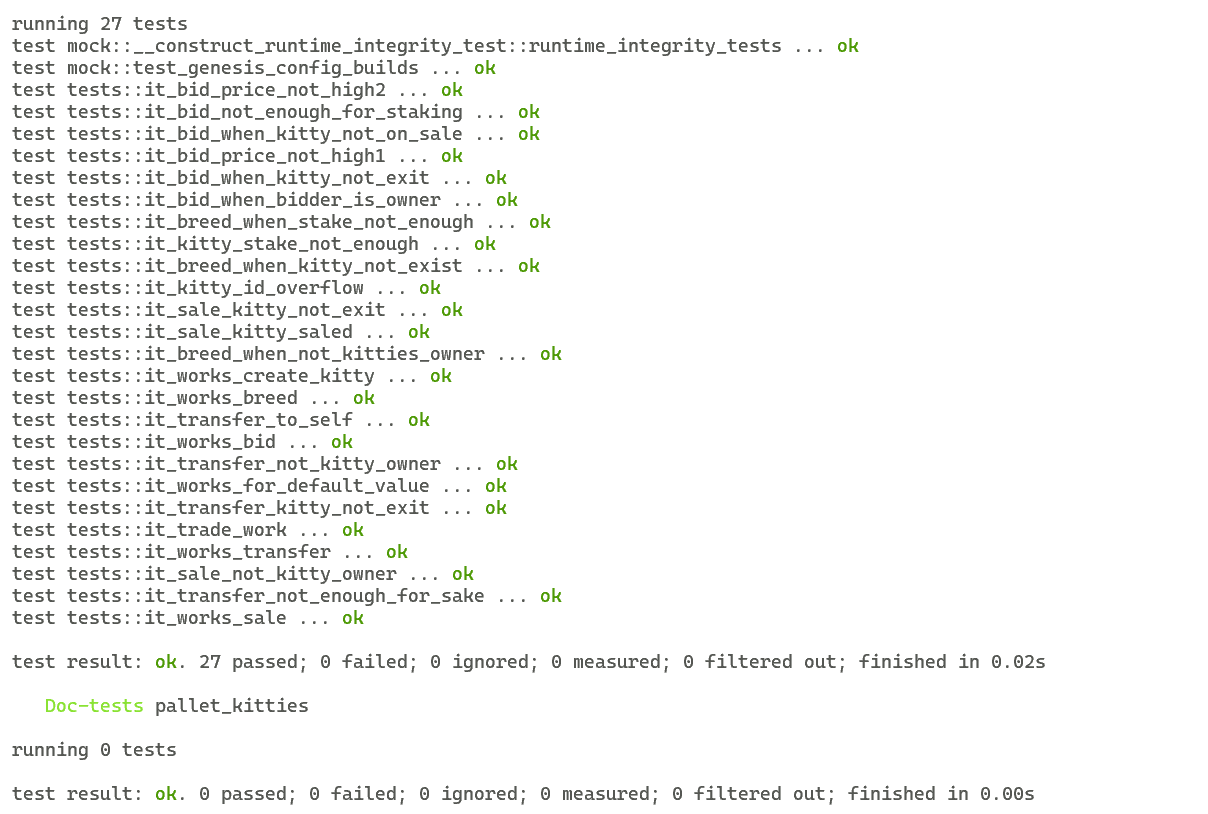 running 27 tests
test mock::__construct_runtime_integrity_test::runtime_integrity_tests ... ok
test mock::test_genesis_config_builds ... ok
test tests::it_bid_price_not_high2 ... ok
test tests::it_bid_not_enough_for_staking ... ok
test tests::it_bid_when_kitty_not_on_sale ... ok
test tests::it_bid_price_not_high1 ... ok
test tests::it_bid_when_kitty_not_exit ... ok
test tests::it_bid_when_bidder_is_owner ... ok
test tests::it_breed_when_stake_not_enough ... ok
test tests::it_kitty_stake_not_enough ... ok
test tests::it_breed_when_kitty_not_exist ... ok
test tests::it_kitty_id_overflow ... ok
test tests::it_sale_kitty_not_exit ... ok
test tests::it_sale_kitty_saled ... ok
test tests::it_breed_when_not_kitties_owner ... ok
test tests::it_works_create_kitty ... ok
test tests::it_works_breed ... ok
test tests::it_transfer_to_self ... ok
test tests::it_works_bid ... ok
test tests::it_transfer_not_kitty_owner ... ok
test tests::it_works_for_default_value ... ok
test tests::it_transfer_kitty_not_exit ... ok
test tests::it_trade_work ... ok
test tests::it_works_transfer ... ok
test tests::it_sale_not_kitty_owner ... ok
test tests::it_transfer_not_enough_for_sake ... ok
test tests::it_works_sale ... ok
test result: ok. 27 passed; 0 failed; 0 ignored; 0 measured; 0 filtered out; finished in 0.02s
Doc-tests pallet_kitties
running 0 tests
test result: ok. 0 passed; 0 failed; 0 ignored; 0 measured; 0 filtered out; finished in 0.00s